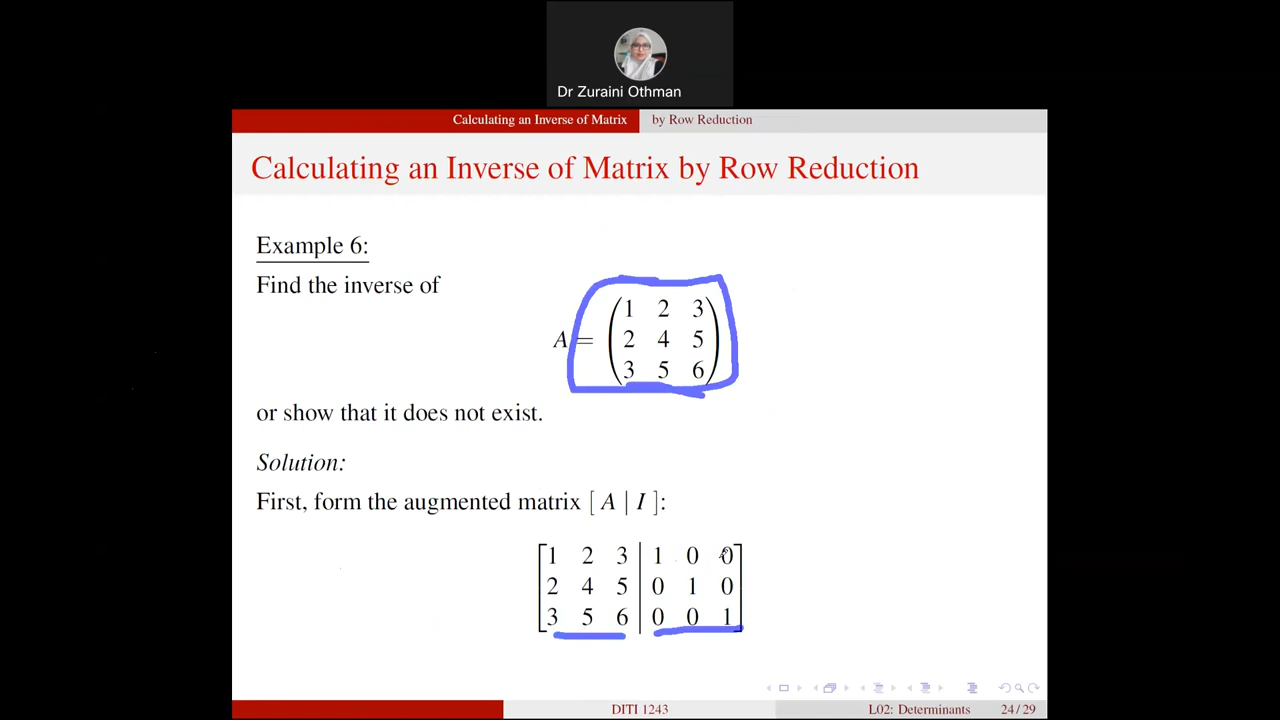 Dr Zuraini Othman
Calculating an Inverse of Matrix by Row Reduction
Calculating an Inverse of Matrix by Row Reduction
Example 6:
Find the inverse of
1 2 3
A = 2 4 5
3 5 6
or show that it does not exist.
Solution:
First, form the augmented matrix [ A | I ]:
1 2 3 | 1 0 0
2 4 5 | 0 1 0
3 5 6 | 0 0 1
DITI 1243 L02: Determinants 24 / 29